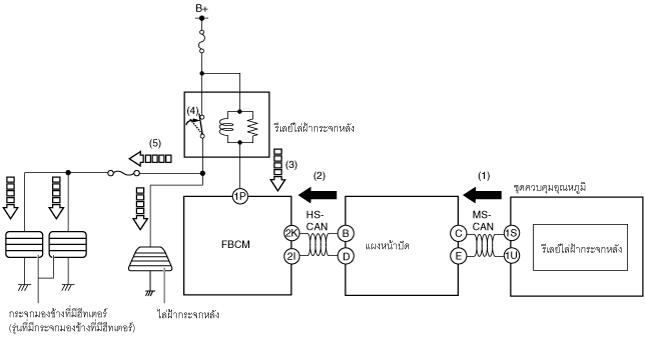 B+
(4)
รีเลย์ไล่ฝ้ากระจกหลัง
(5)
(3)
(2)
(1)
ชุดควบคุมอุณหภูมิ
1P
HS-
CAN
MS-
CAN
FBCM
2K
B
C
1S
แผงหน้าปัด
รีเลย์ไล่ฝ้ากระจกหลัง
2I
D
E
1U
กระจกมองข้างที่มีฮีทเตอร์
(รุ่นที่มีกระจกมองข้างที่มีฮีทเตอร์)
ไล่ฝ้ากระจกหลัง